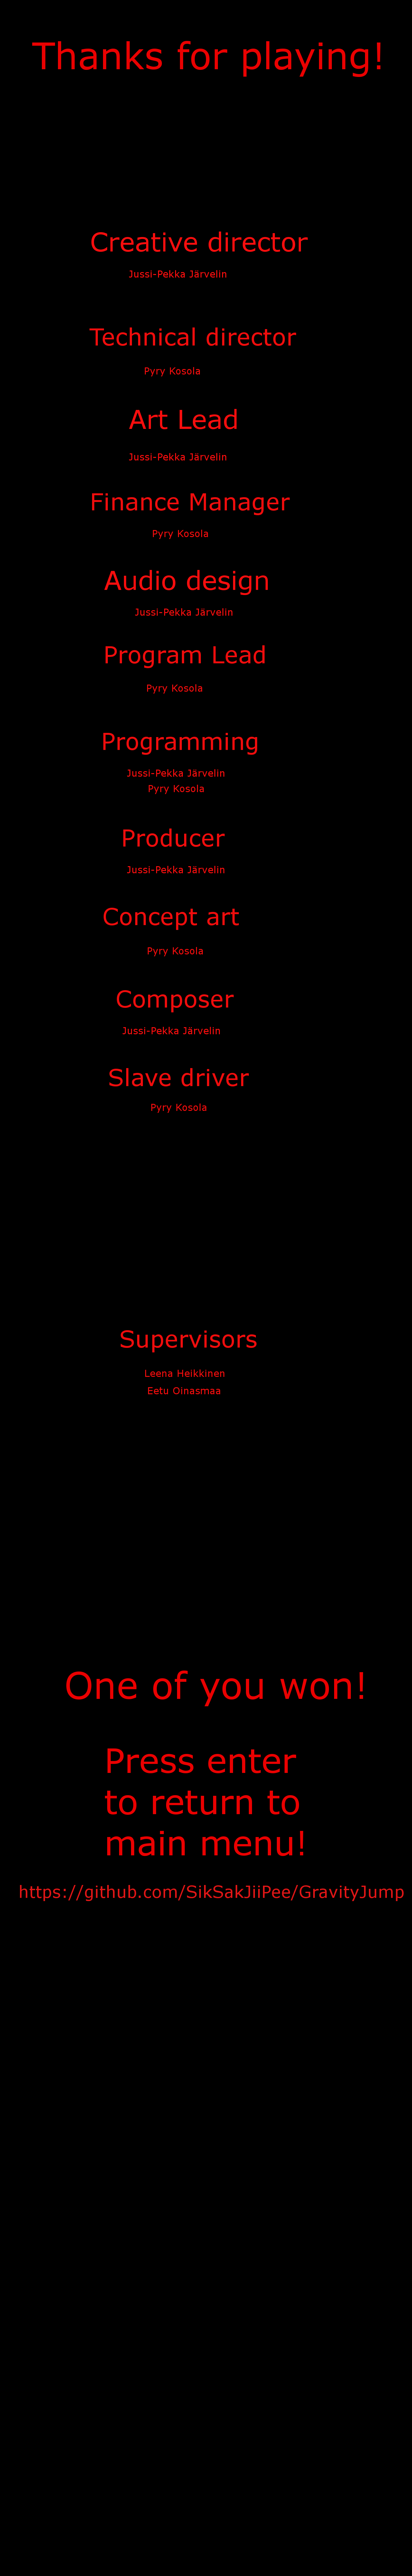 Thanks for playing!
Creative director
Jussi-Pekka Järvelin
Technical director
Pyry Kosola
Art Lead
Jussi-Pekka Järvelin
Finance Manager
Pyry Kosola
Audio design
Jussi-Pekka Järvelin
Program Lead
Pyry Kosola
Programming
Jussi-Pekka Järvelin
Pyry Kosola
Producer
Jussi-Pekka Järvelin
Concept art
Pyry Kosola
Composer
Jussi-Pekka Järvelin
Slave driver
Pyry Kosola
Supervisors
Leena Heikkinen
Eetu Oinasmaa
One of you won!
Press enter
to return to
main menu!
https://github.com/SikSakJiiPee/GravityJump